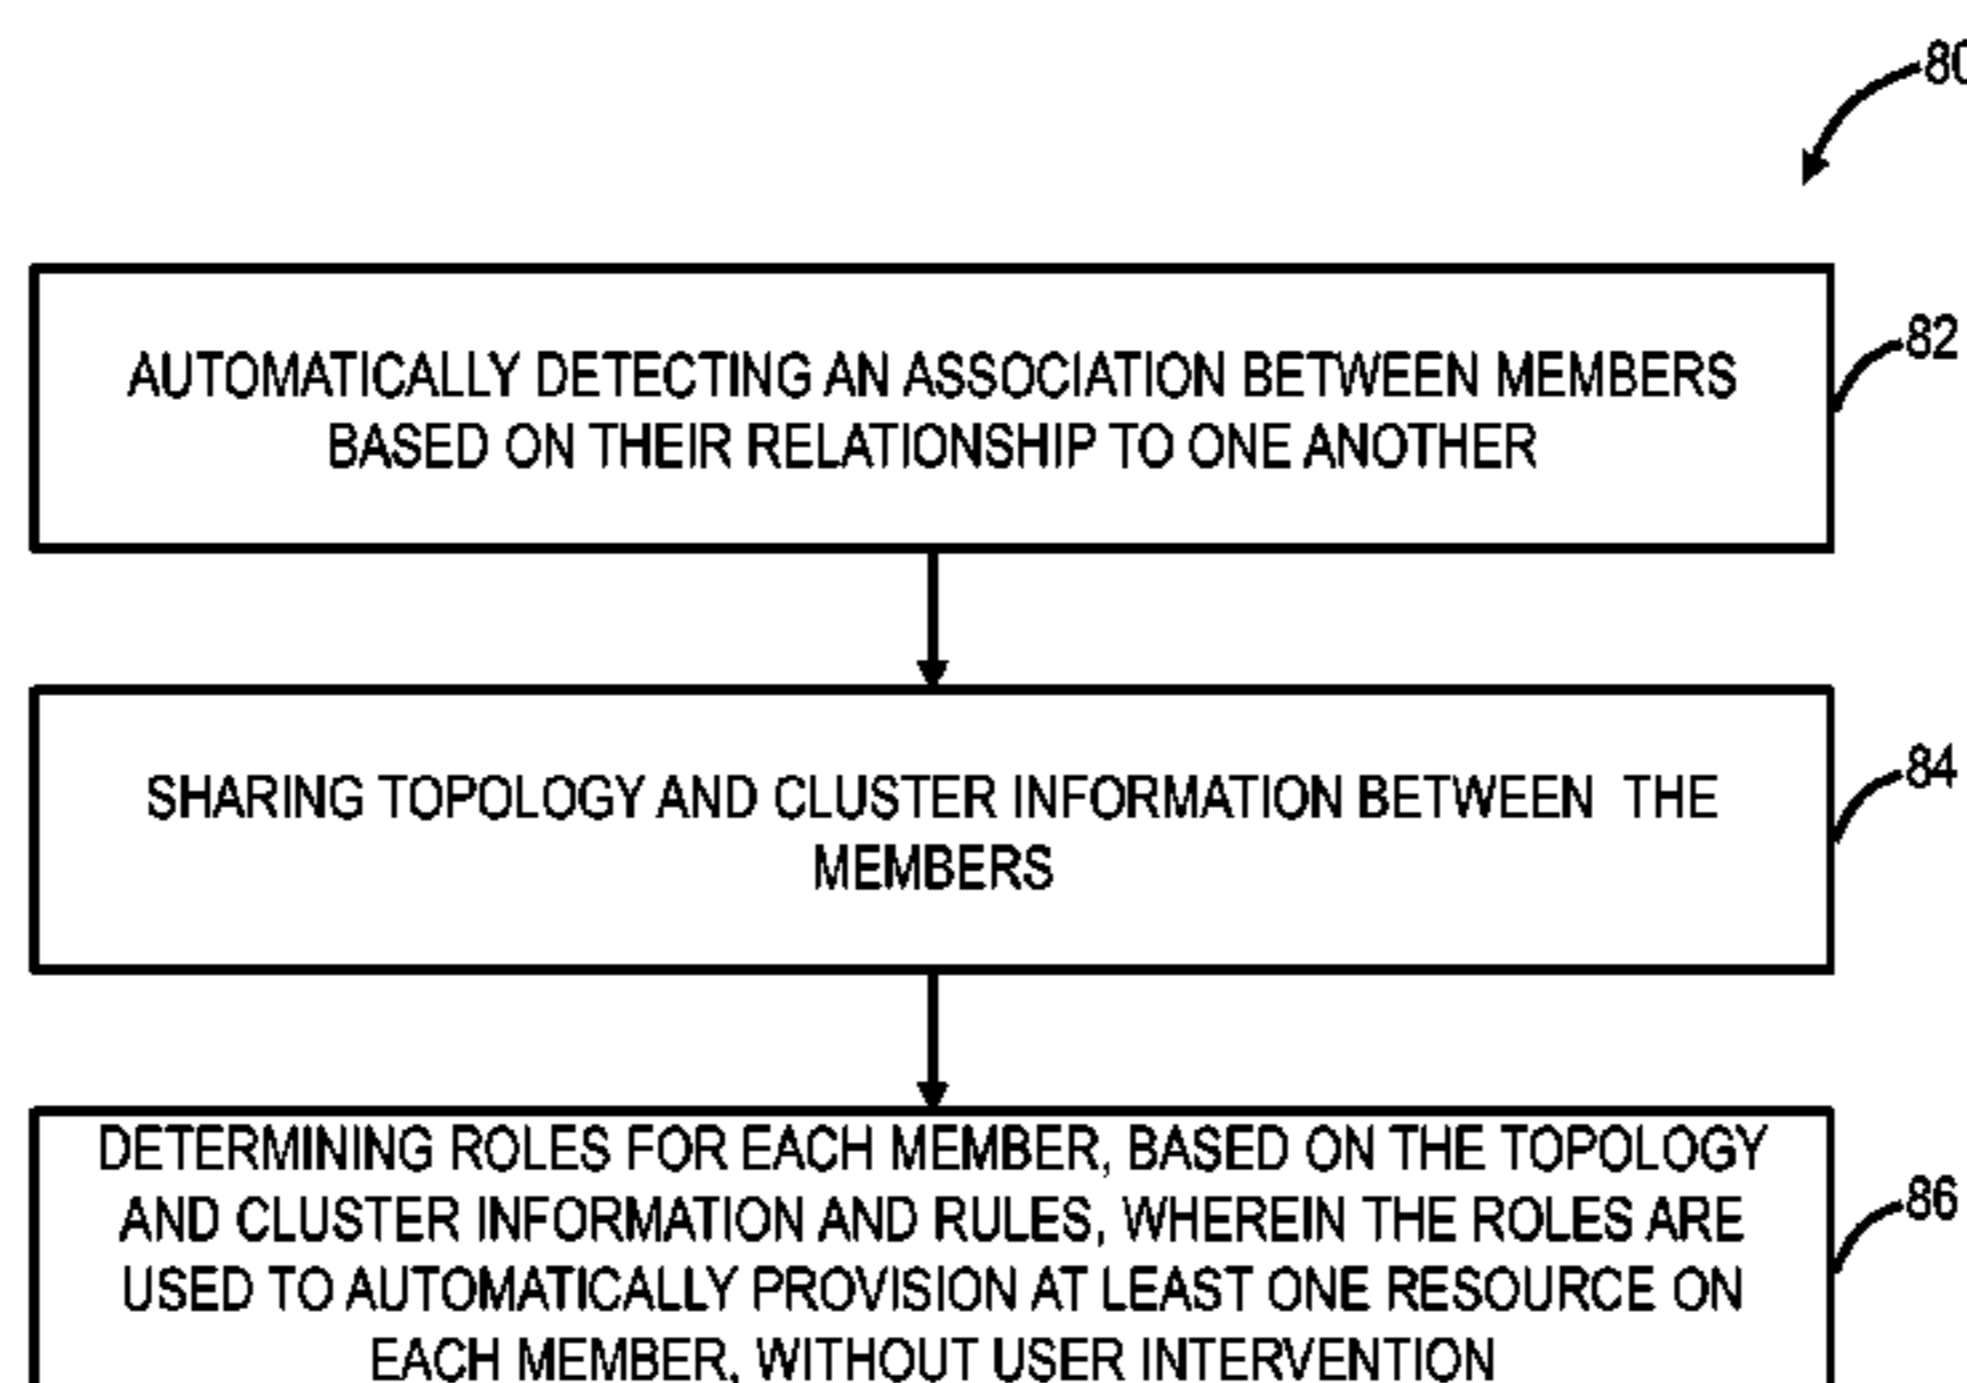 80
AUTOMATICALLY DETECTING AN ASSOCIATION BETWEEN MEMBERS
BASED ON THEIR RELATIONSHIP TO ONE ANOTHER
82
SHARING TOPOLOGY AND CLUSTER INFORMATION BETWEEN THE
MEMBERS
84
DETERMINING ROLES FOR EACH MEMBER, BASED ON THE TOPOLOGY
AND CLUSTER INFORMATION AND RULES, WHEREIN THE ROLES ARE
USED TO AUTOMATICALLY PROVISION AT LEAST ONE RESOURCE ON
EACH MEMBER, WITHOUT USER INTERVENTION
86